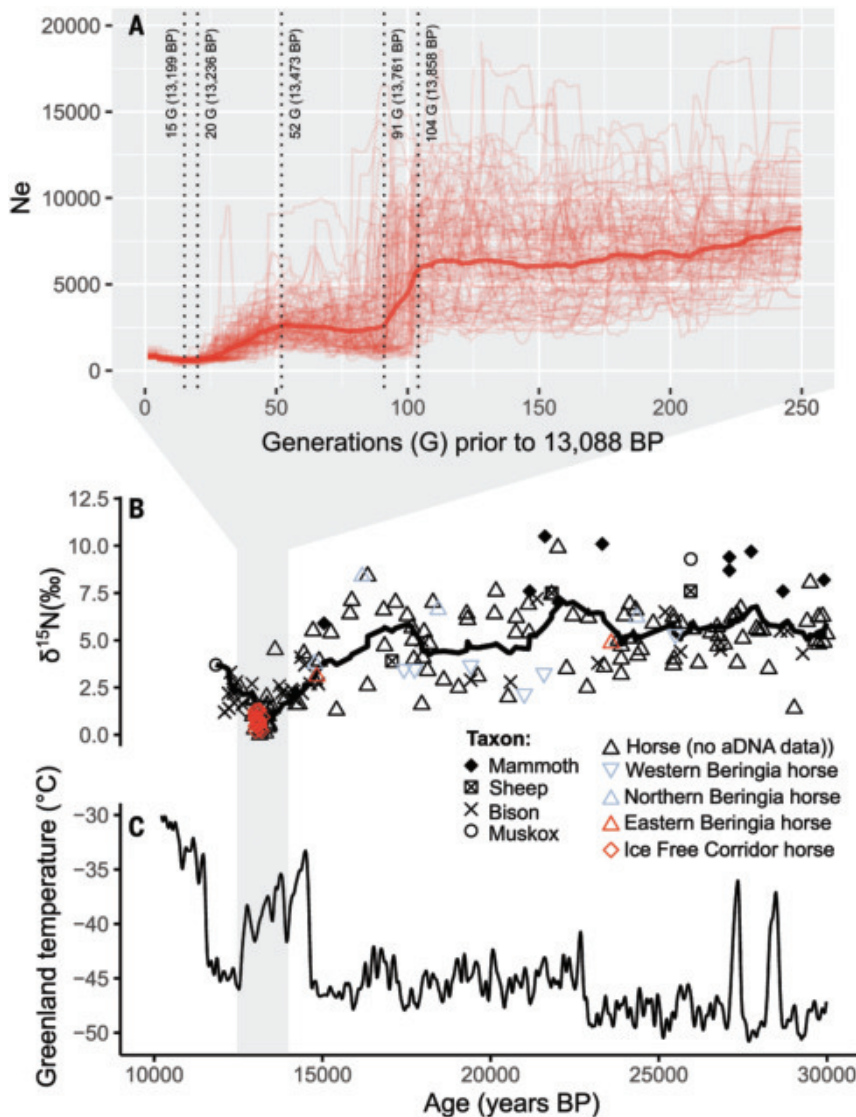 A
20000
15000
10000
5000
0
Ne
15 G (13,199 BP)
20 G (13,236 BP)
52 G (13,473 BP)
91 G (13,761 BP)
104 G (13,858 BP)
0 50 100 150 200 250
Generations (G) prior to 13,088 BP
B
12.5
10.0
7.5
5.0
2.5
0.0
δ15N(‰)
Taxon:
Mammoth
Sheep
Bison
Muskox
Horse (no aDNA data))
Western Beringia horse
Northern Beringia horse
Eastern Beringia horse
Ice Free Corridor horse
C
−30
−35
−40
−45
−50
Greenland temperature (°C)
10000 15000 20000 25000 30000
Age (years BP)